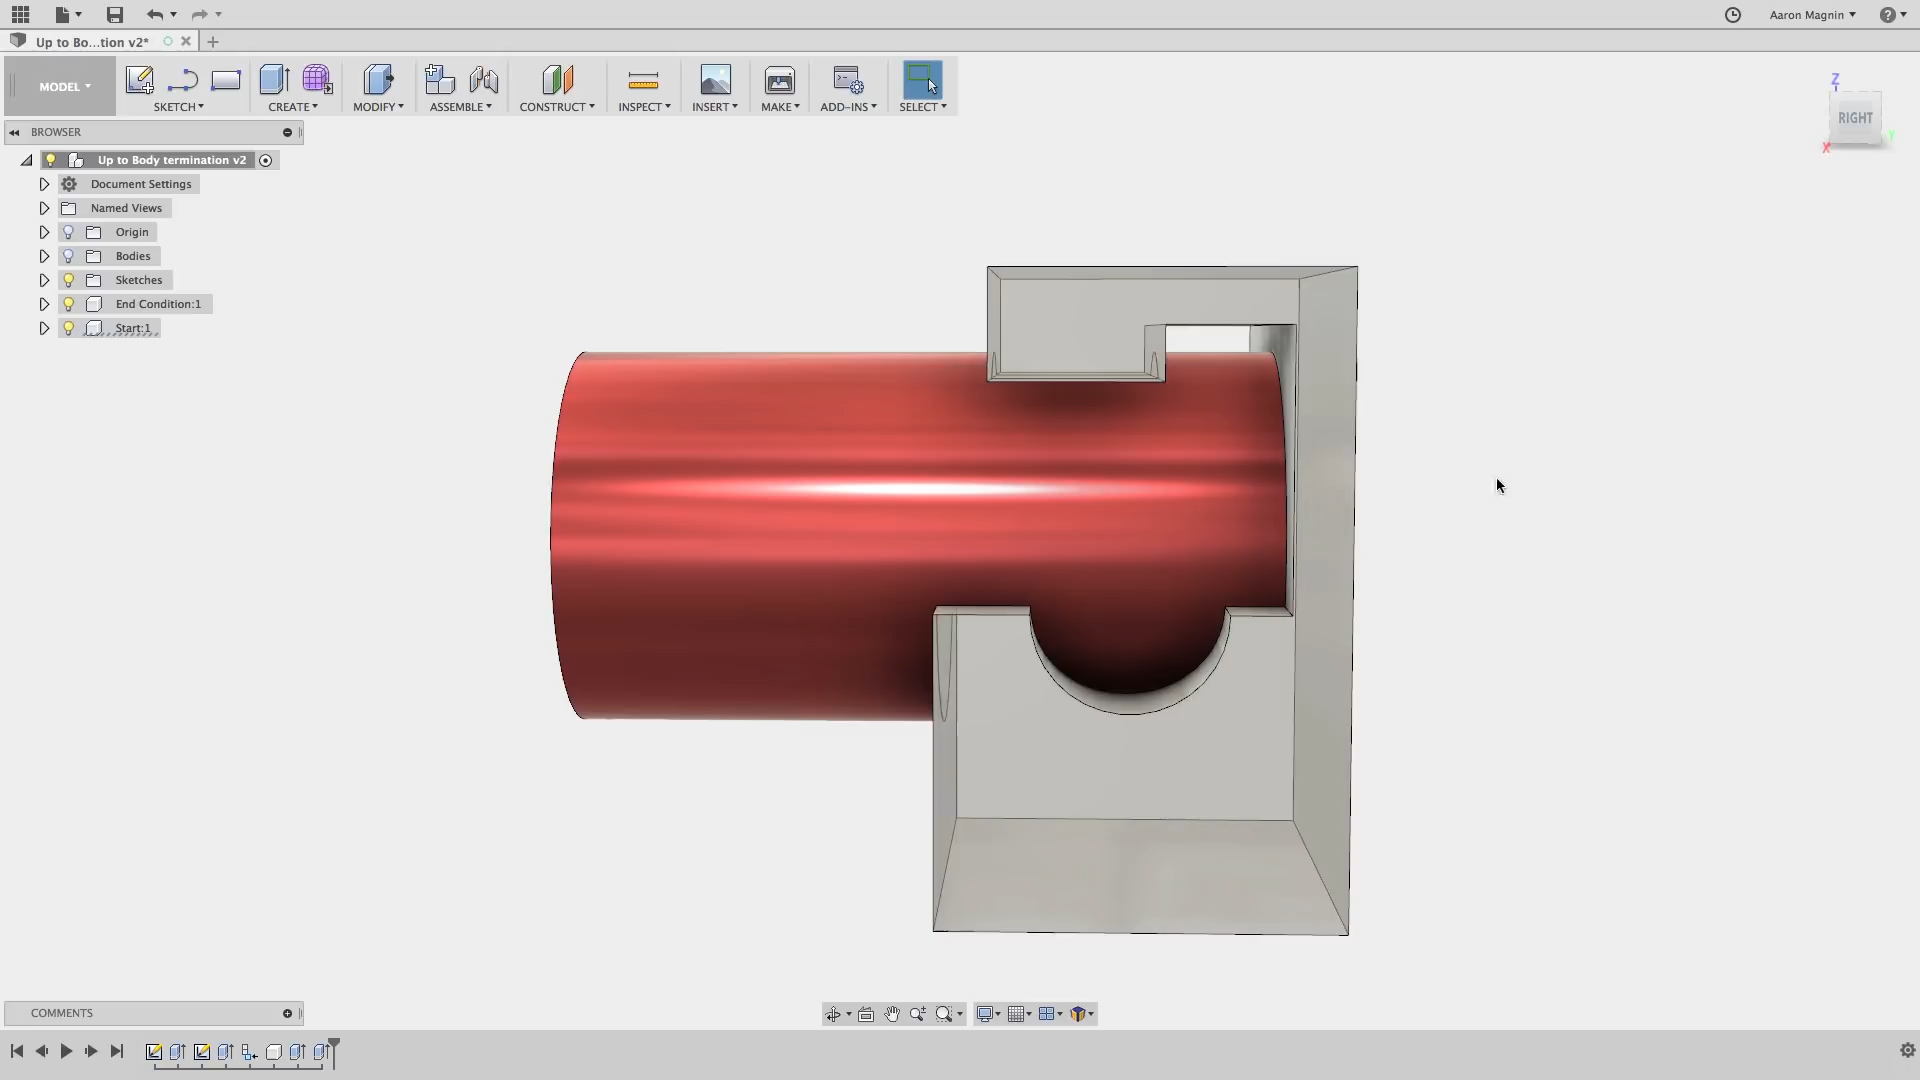 Aaron Magnin
Up to Bo...tion v2*
MODEL
SKETCH
CREATE
MODIFY
ASSEMBLE
CONSTRUCT
INSPECT
INSERT
MAKE
ADD-INS
SELECT
Z
RIGHT
Y
X
BROWSER
Up to Body termination v2
Document Settings
Named Views
Origin
Bodies
Sketches
End Condition:1
Start:1
COMMENTS